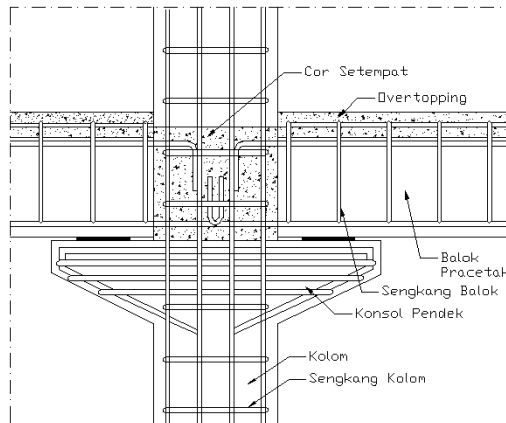 Cor Setempat
Overtopping
Balok
Pracetak
Sengkang Balok
Konsol Pendek
Kolom
Sengkang Kolom